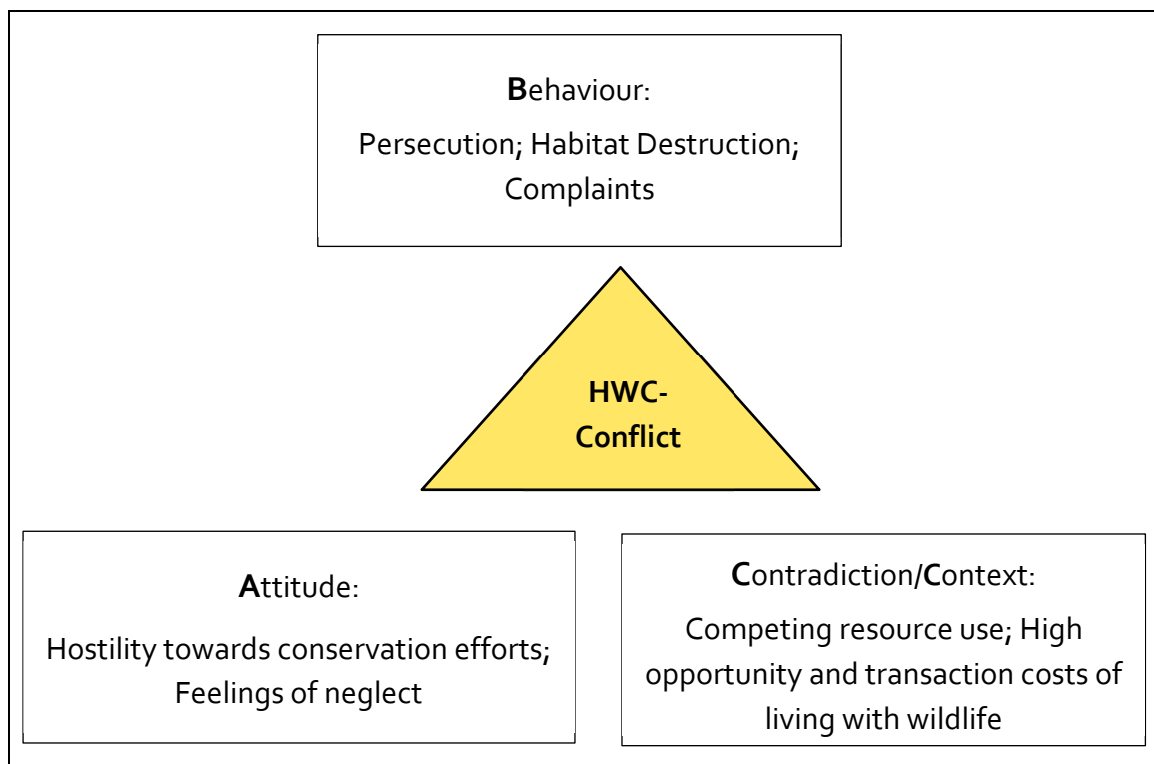 Behaviour:
Persecution; Habitat Destruction;
Complaints
HWC-
Conflict
Attitude:
Hostility towards conservation efforts;
Feelings of neglect
Contradiction/Context:
Competing resource use; High
opportunity and transaction costs of
living with wildlife